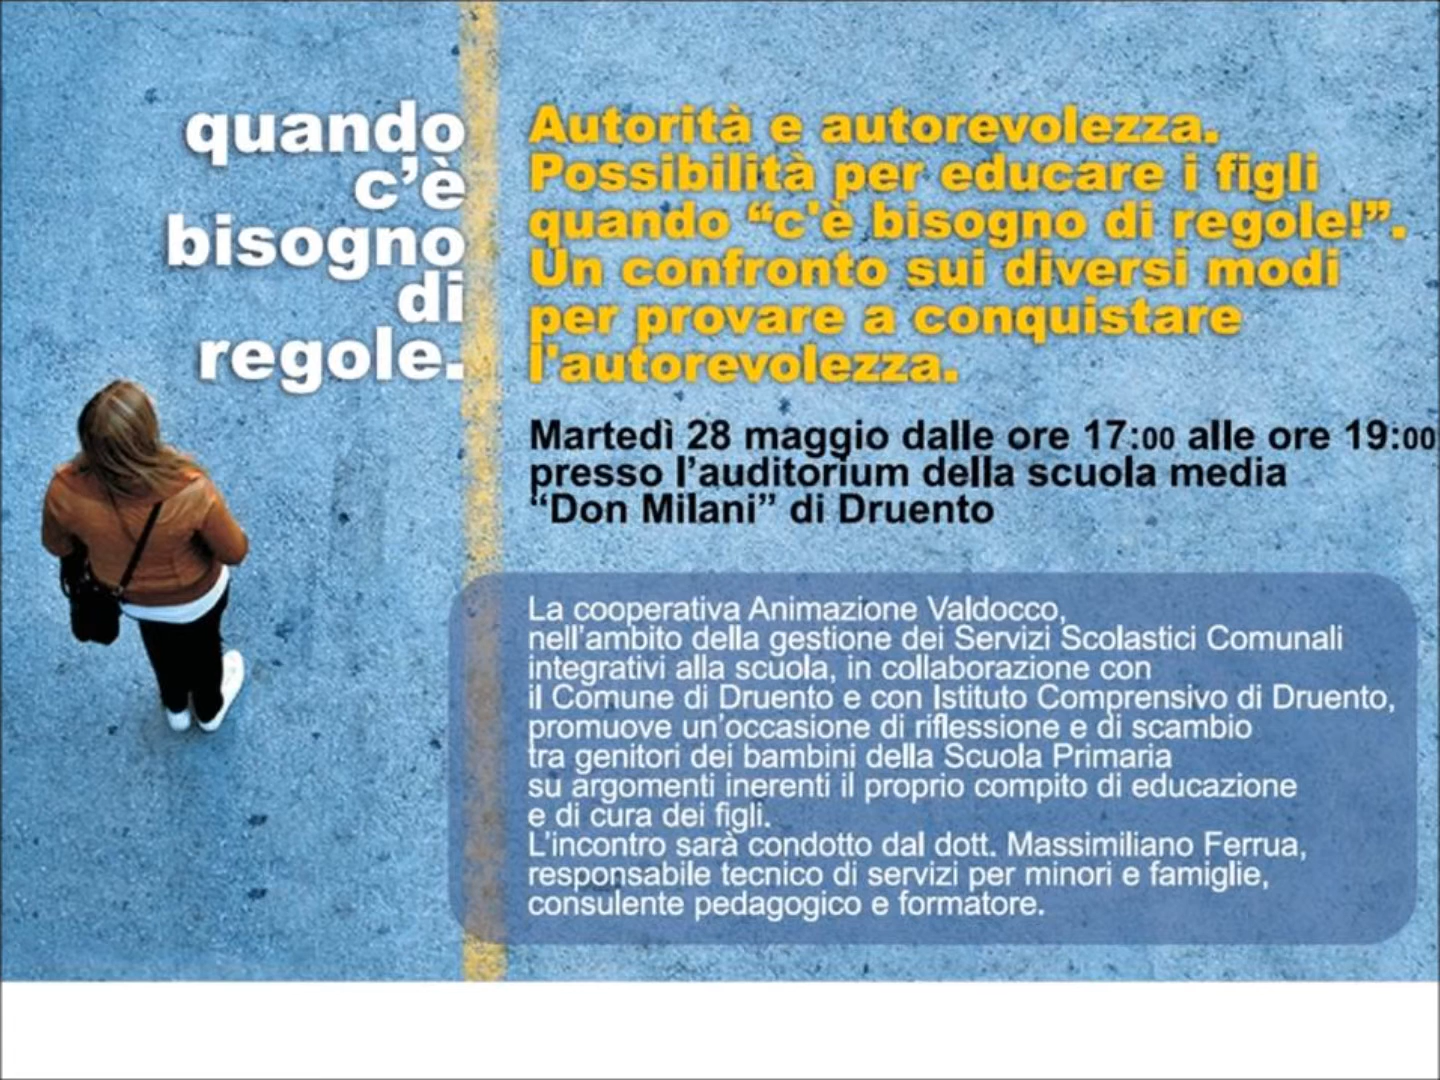 quando
c’è
bisogno
di
regole.
Autorità e autorevolezza.
Possibilità per educare i figli
quando “c'è bisogno di regole!”.
Un confronto sui diversi modi
per provare a conquistare
l'autorevolezza.
Martedì 28 maggio dalle ore 17:00 alle ore 19:00
presso l’auditorium della scuola media
“Don Milani” di Druento
La cooperativa Animazione Valdocco,
nell’ambito della gestione dei Servizi Scolastici Comunali
integrativi alla scuola, in collaborazione con
il Comune di Druento e con Istituto Comprensivo di Druento,
promuove un’occasione di riflessione e di scambio
tra genitori dei bambini della Scuola Primaria
su argomenti inerenti il proprio compito di educazione
e di cura dei figli.
L’incontro sarà condotto dal dott. Massimiliano Ferrua,
responsabile tecnico di servizi per minori e famiglie,
consulente pedagogico e formatore.